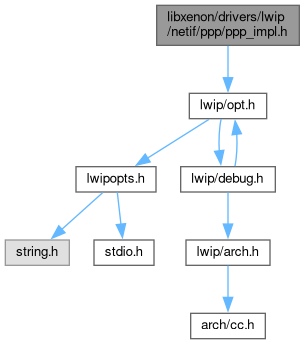 libxenon/drivers/lwip
/netif/ppp/ppp_impl.h
lwip/opt.h
lwipopts.h
lwip/debug.h
string.h
stdio.h
lwip/arch.h
arch/cc.h